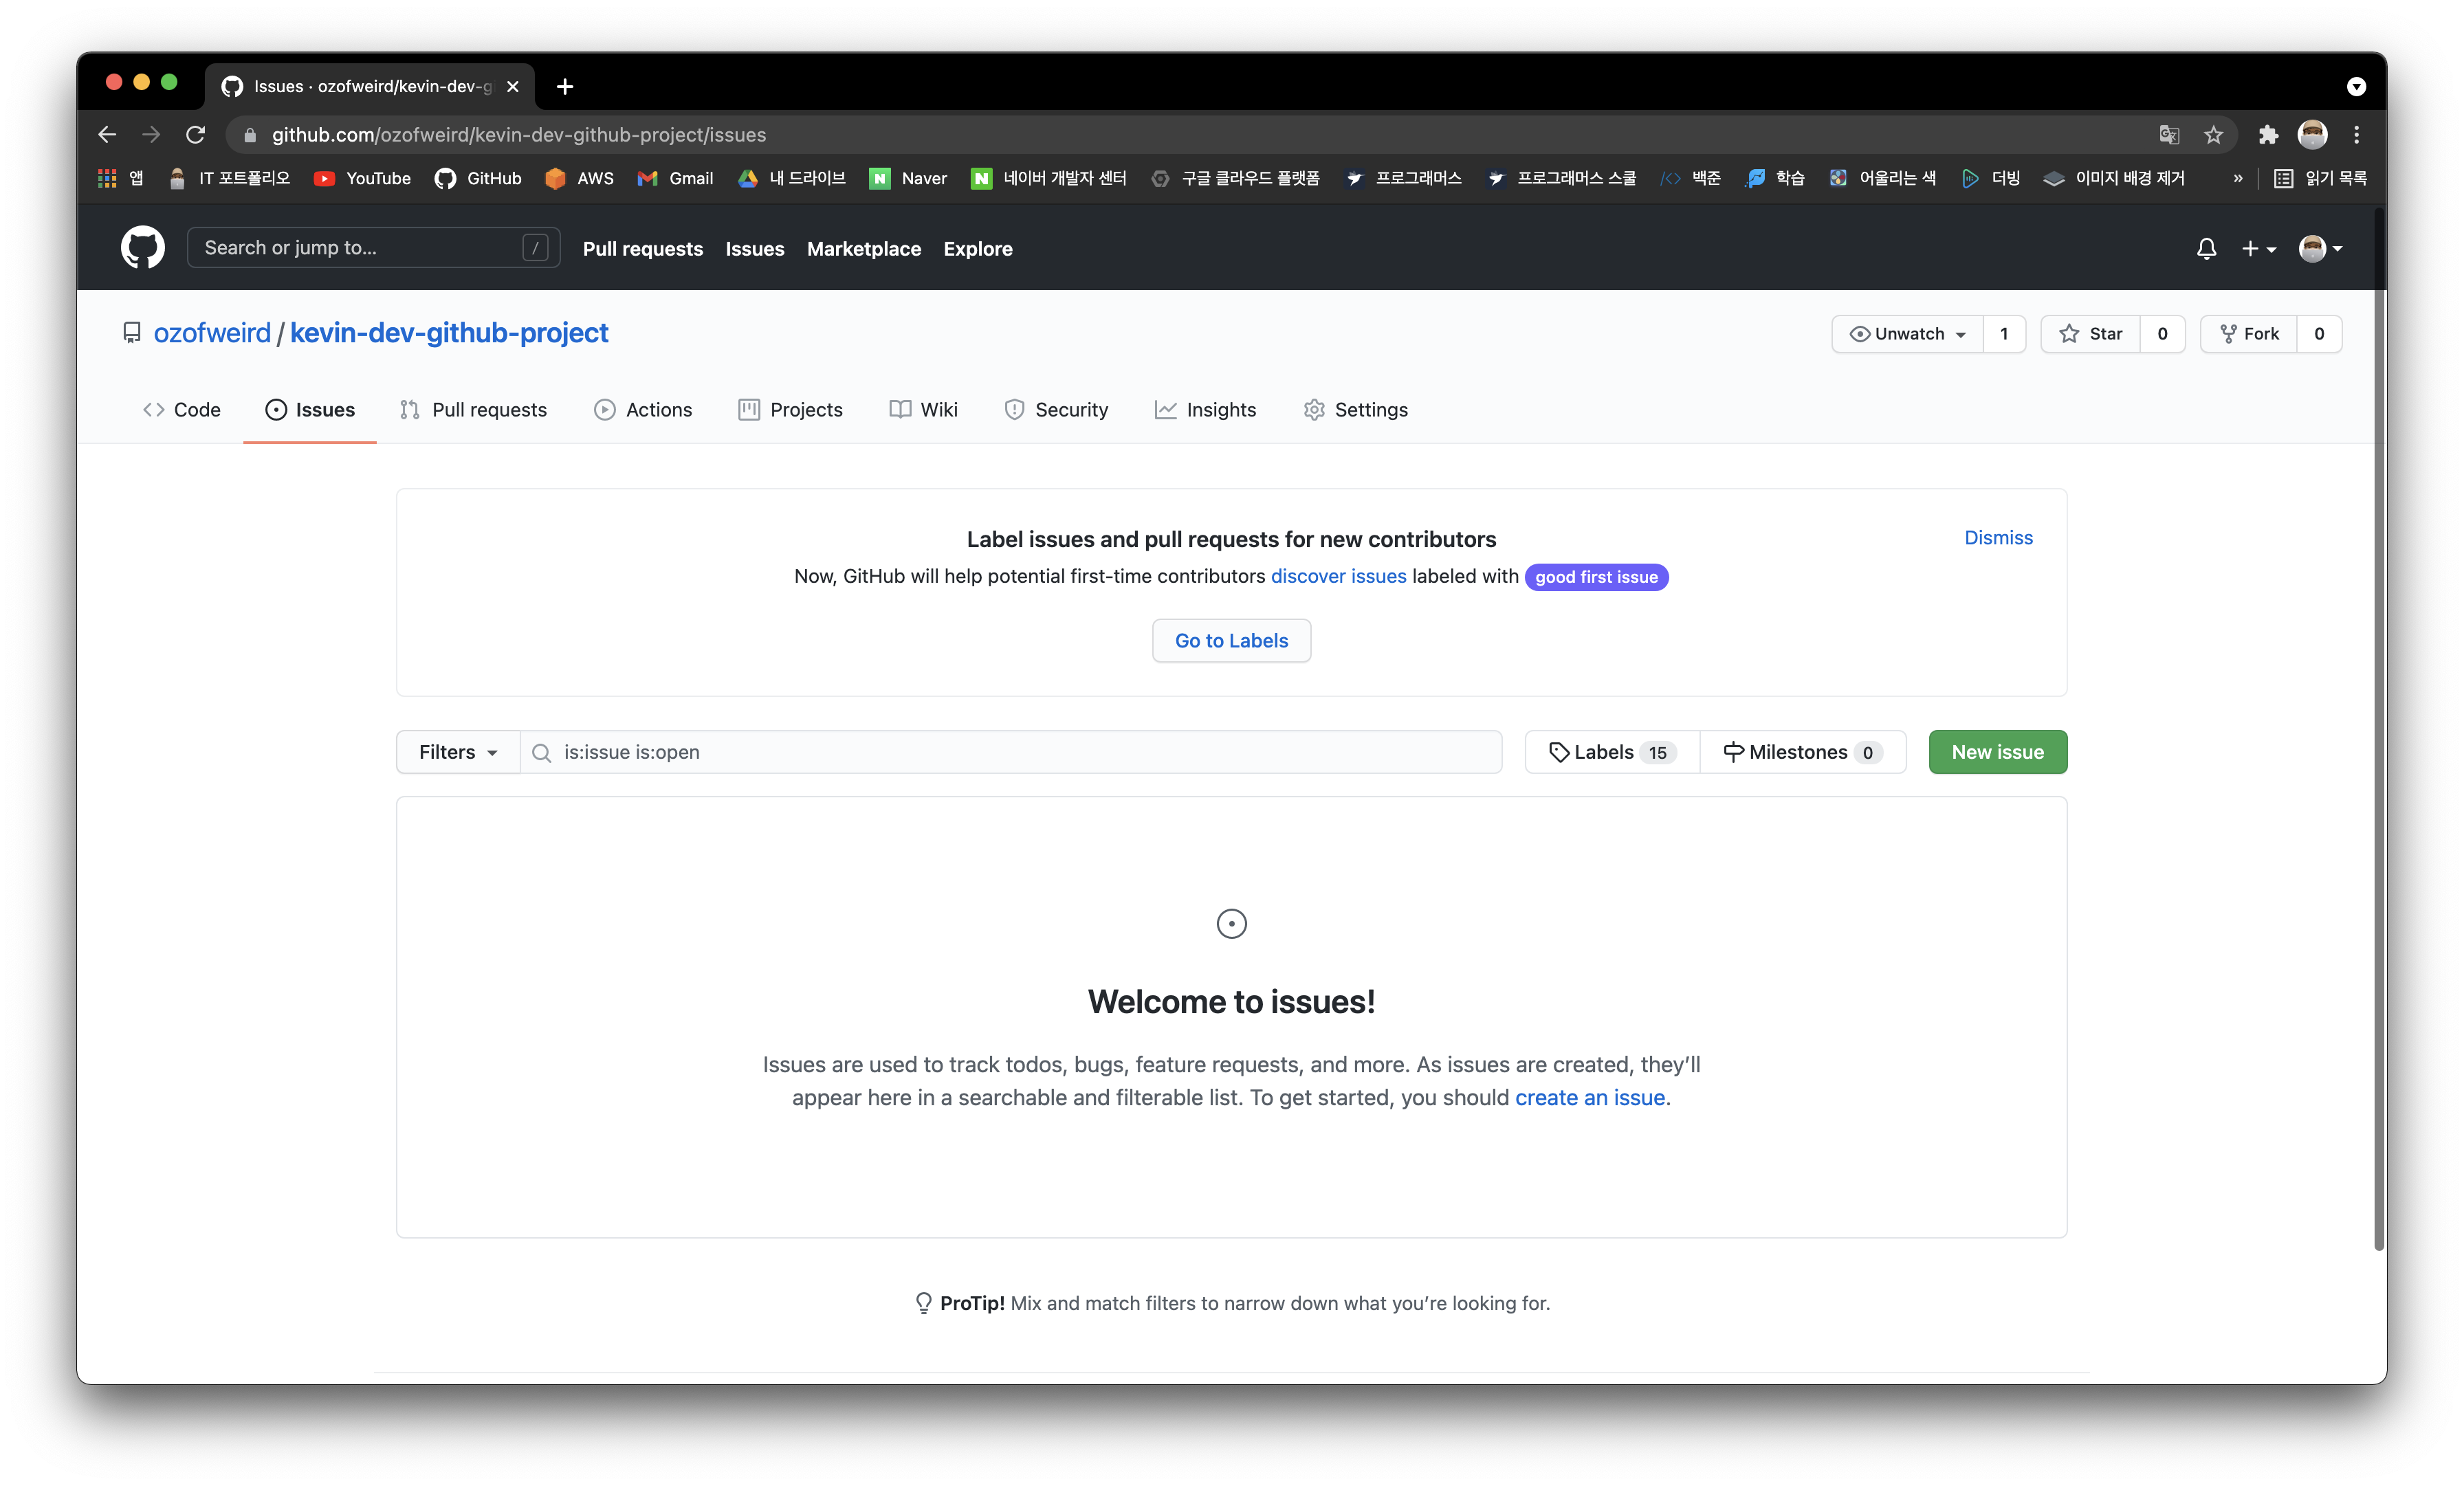 Issues · ozofweird/kevin-dev-g
github.com/ozofweird/kevin-dev-github-project/issues
앱 IT 포트폴리오 YouTube GitHub AWS Gmail 내 드라이브 Naver 네이버 개발자 센터 구글 클라우드 플랫폼 프로그래머스 프로그래머스 스쿨 백준 학습 어울리는 색 더빙 이미지 배경 제거 » 읽기 목록
Search or jump to... / Pull requests Issues Marketplace Explore
ozofweird / kevin-dev-github-project Unwatch 1 Star 0 Fork 0
Code Issues Pull requests Actions Projects Wiki Security Insights Settings
Label issues and pull requests for new contributors
Dismiss
Now, GitHub will help potential first-time contributors discover issues labeled with good first issue
Go to Labels
Filters is:issue is:open Labels 15 Milestones 0 New issue
Welcome to issues!
Issues are used to track todos, bugs, feature requests, and more. As issues are created, they’ll
appear here in a searchable and filterable list. To get started, you should create an issue.
ProTip! Mix and match filters to narrow down what you’re looking for.